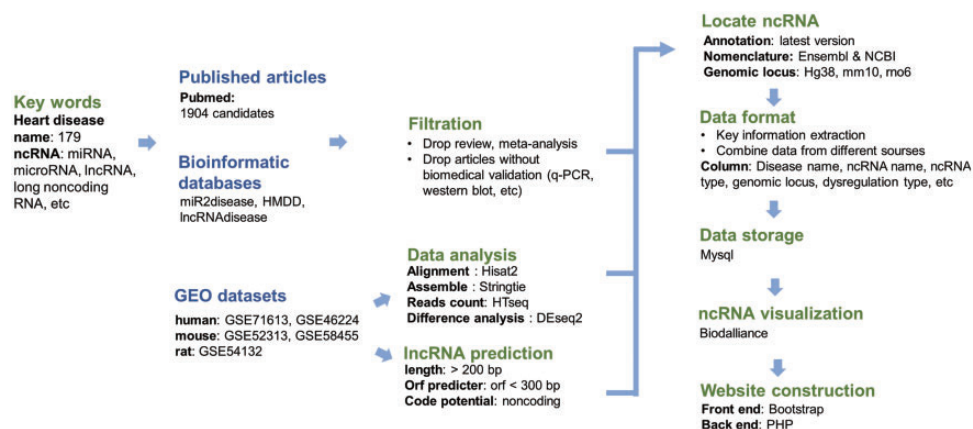 Key words
Heart disease
name: 179
ncRNA: miRNA,
microRNA, lncRNA,
long noncoding
RNA, etc
Published articles
Pubmed:
1904 candidates
Bioinformatic
databases
miR2disease, HMDD,
lncRNAdisease
GEO datasets
human: GSE71613, GSE46224
mouse: GSE52313, GSE58455
rat: GSE54132
Filtration
• Drop review, meta-analysis
• Drop articles without
biomedical validation (q-PCR,
western blot, etc)
Data analysis
Alignment : Hisat2
Assemble : Stringtie
Reads count: HTseq
Difference analysis : DEseq2
lncRNA prediction
length: > 200 bp
Orf predicter: orf < 300 bp
Code potential: noncoding
Locate ncRNA
Annotation: latest version
Nomenclature: Ensembl & NCBI
Genomic locus: Hg38, mm10, rno6
Data format
• Key information extraction
• Combine data from different sourses
Column: Disease name, ncRNA name, ncRNA
type, genomic locus, dysregulation type, etc
Data storage
Mysql
ncRNA visualization
Biodalliance
Website construction
Front end: Bootstrap
Back end: PHP